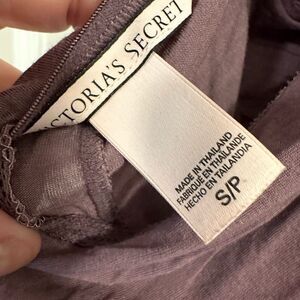 VICTORIA'S SECRET
MADE IN THAILAND
FABRIQUÉ EN THAÏLANDE
HECHO EN TAILANDIA
S/P